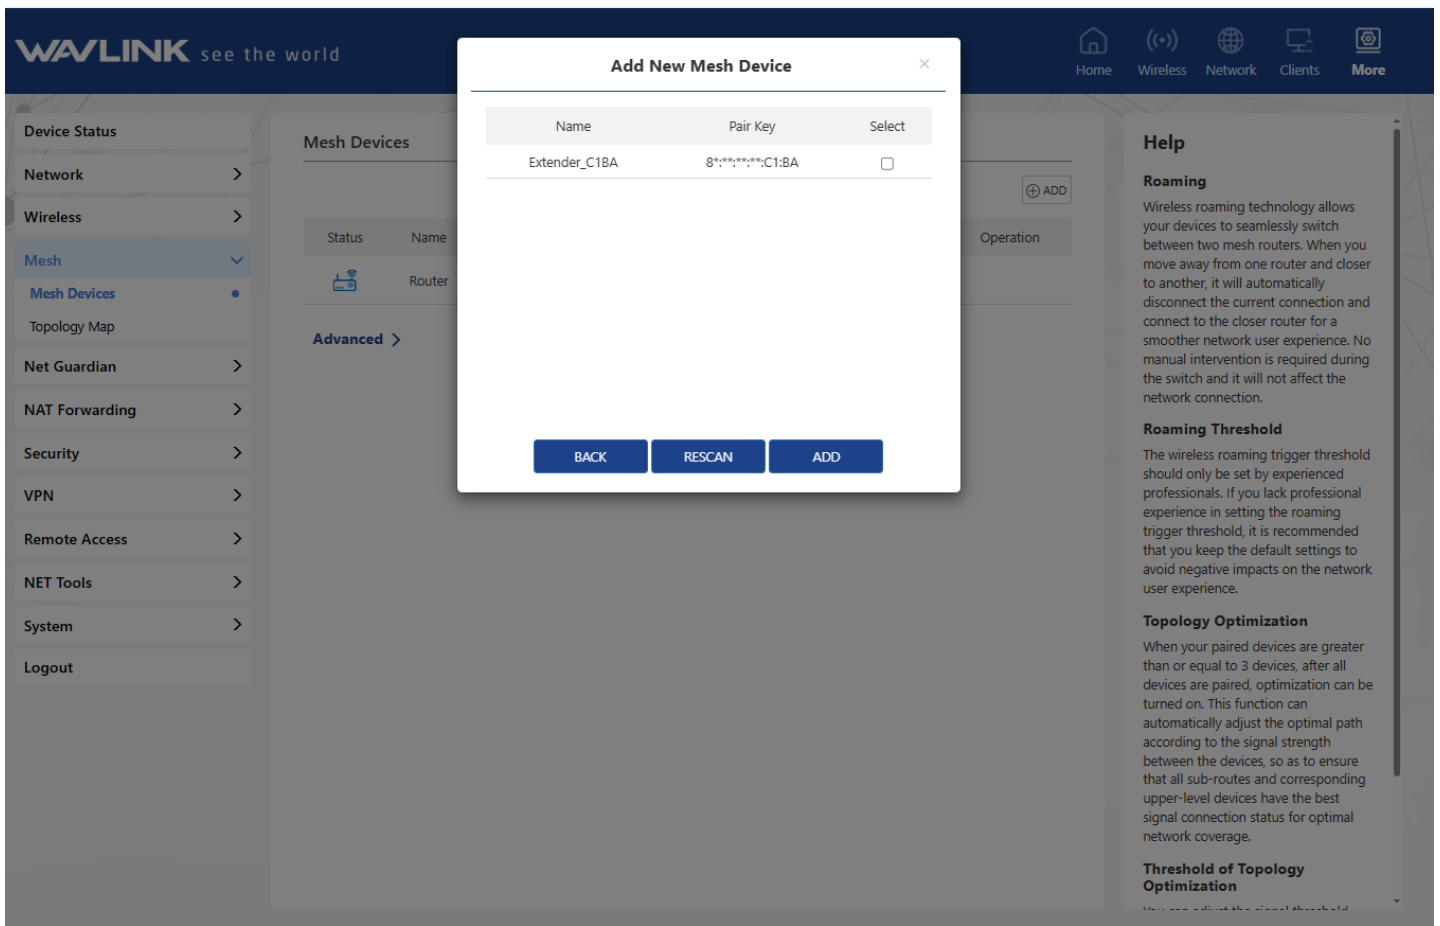 WAVLINK see the world
Home
Wireless
Network
Clients
More
Device Status
Network
Wireless
Mesh
Mesh Devices
Topology Map
Net Guardian
NAT Forwarding
Security
VPN
Remote Access
NET Tools
System
Logout
Mesh Devices
ADD
Status Name Operation
Router
Advanced
Add New Mesh Device
×
Name Pair Key Select
Extender_C1BA 8*:**:**:**:C1:BA
BACK RESCAN ADD
Help
Roaming
Wireless roaming technology allows
your devices to seamlessly switch
between two mesh routers. When you
move away from one router and closer
to another, it will automatically
disconnect the current connection and
connect to the closer router for a
smoother network user experience. No
manual intervention is required during
the switch and it will not affect the
network connection.
Roaming Threshold
The wireless roaming trigger threshold
should only be set by experienced
professionals. If you lack professional
experience in setting the roaming
trigger threshold, it is recommended
that you keep the default settings to
avoid negative impacts on the network
user experience.
Topology Optimization
When your paired devices are greater
than or equal to 3 devices, after all
devices are paired, optimization can be
turned on. This function can
automatically adjust the optimal path
according to the signal strength
between the devices, so as to ensure
that all sub-routes and corresponding
upper-level devices have the best
signal connection status for optimal
network coverage.
Threshold of Topology
Optimization